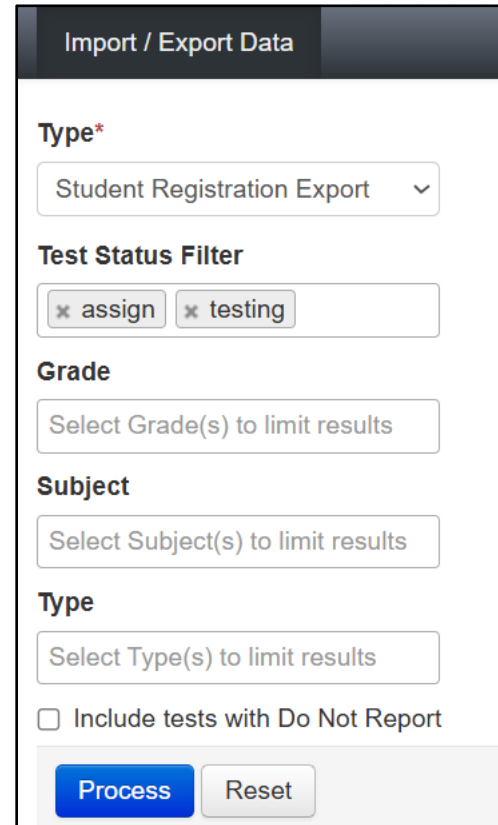 Import / Export Data
Type*
Student Registration Export
Test Status Filter
× assign × testing
Grade
Select Grade(s) to limit results
Subject
Select Subject(s) to limit results
Type
Select Type(s) to limit results
Include tests with Do Not Report
Process Reset